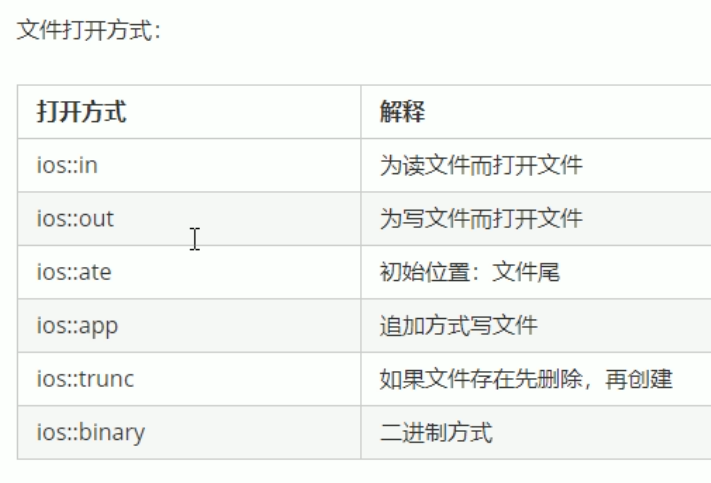 文件打开方式：
打开方式 解释
ios::in 为读文件而打开文件
ios::out 为写文件而打开文件
ios::ate 初始位置：文件尾
ios::app 追加方式写文件
ios::trunc 如果文件存在先删除，再创建
ios::binary 二进制方式